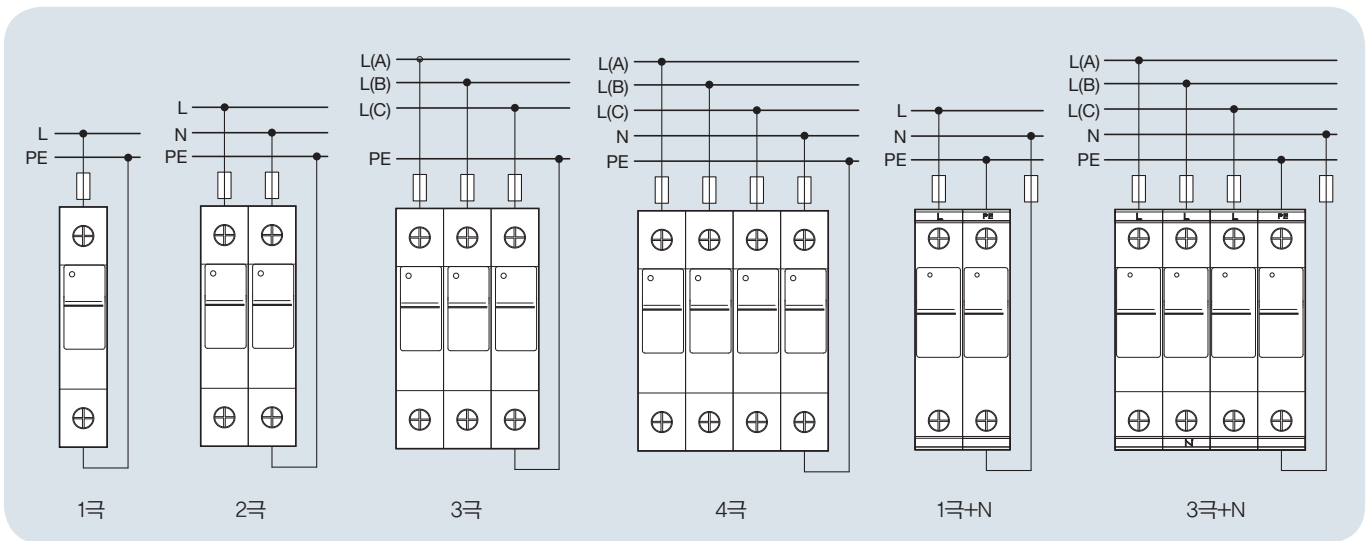 L
PE
1극
L
N
PE
2극
L(A)
L(B)
L(C)
PE
3극
L(A)
L(B)
L(C)
N
PE
4극
L
N
PE
L PE
1극+N
L(A)
L(B)
L(C)
N
PE
L L L PE
N
3극+N